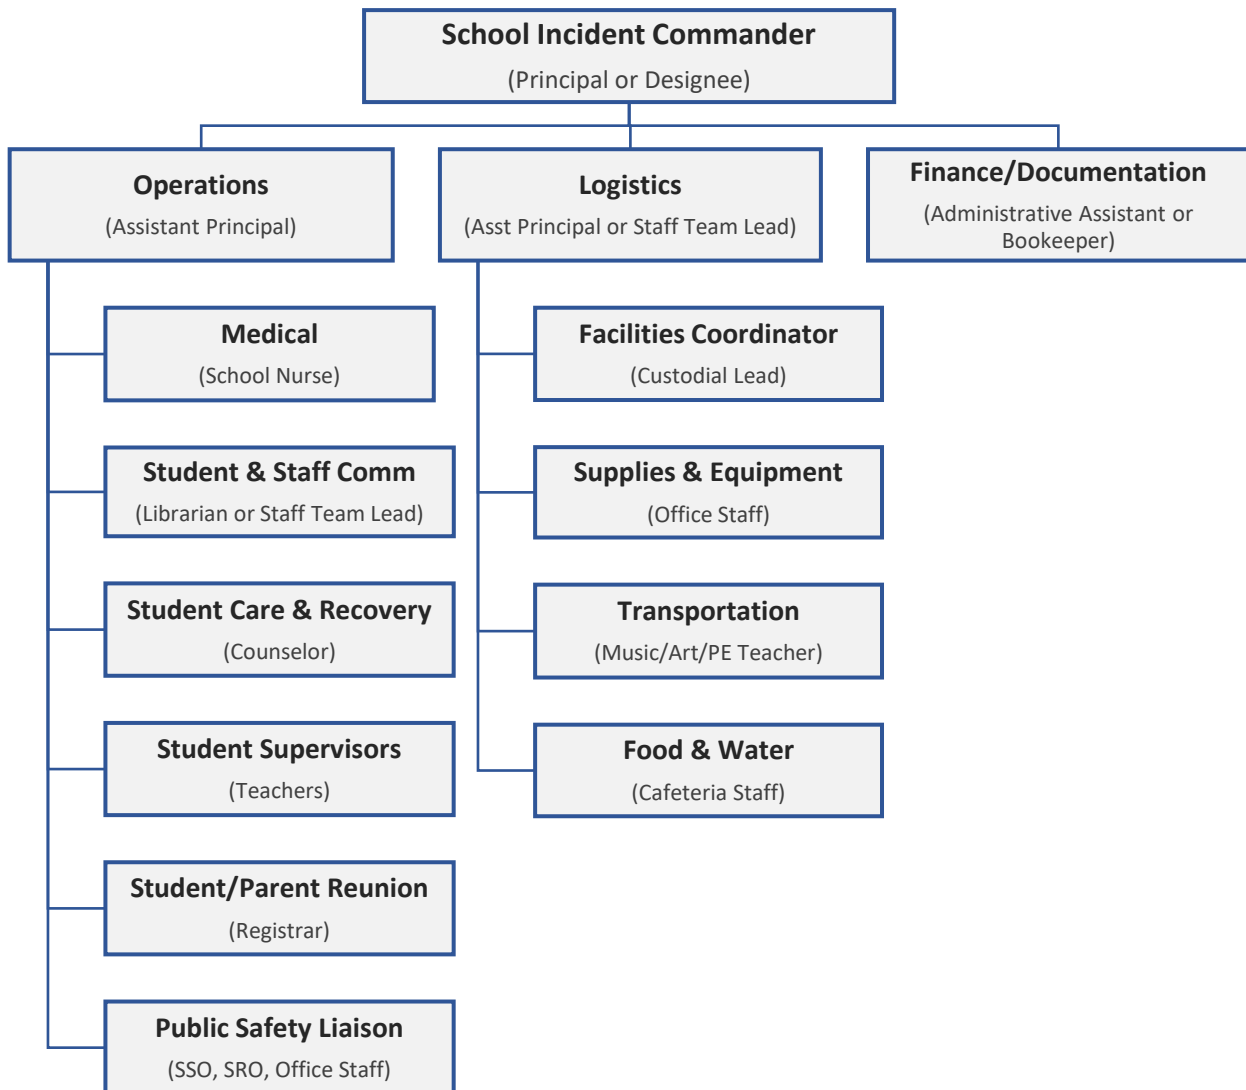 School Incident Commander
(Principal or Designee)
Operations
(Assistant Principal)
Logistics
(Asst Principal or Staff Team Lead)
Finance/Documentation
(Administrative Assistant or
Bookeeper)
Medical
(School Nurse)
Student & Staff Comm
(Librarian or Staff Team Lead)
Student Care & Recovery
(Counselor)
Student Supervisors
(Teachers)
Student/Parent Reunion
(Registrar)
Public Safety Liaison
(SSO, SRO, Office Staff)
Facilities Coordinator
(Custodial Lead)
Supplies & Equipment
(Office Staff)
Transportation
(Music/Art/PE Teacher)
Food & Water
(Cafeteria Staff)